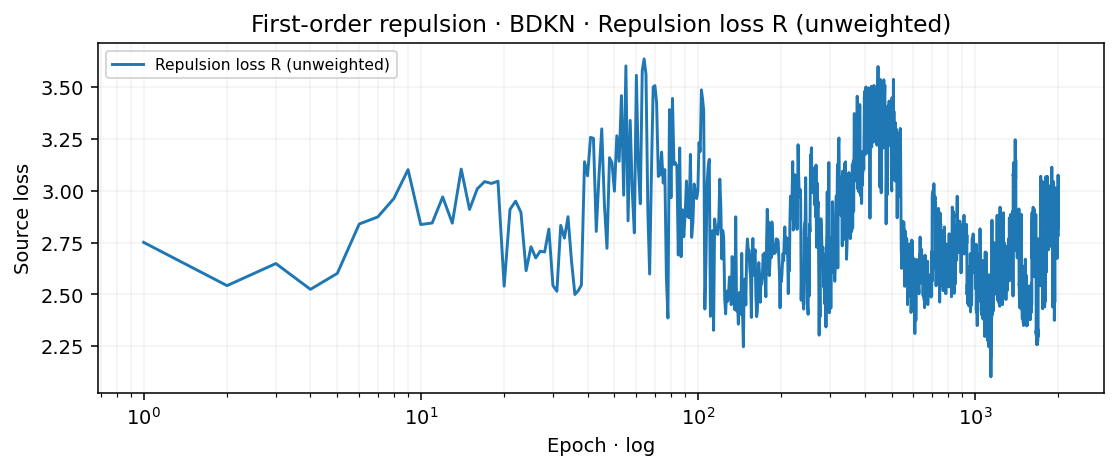 First-order repulsion · BDKN · Repulsion loss R (unweighted)
Repulsion loss R (unweighted)
Source loss
3.50
3.25
3.00
2.75
2.50
2.25
10⁰ 10¹ 10² 10³
Epoch · log